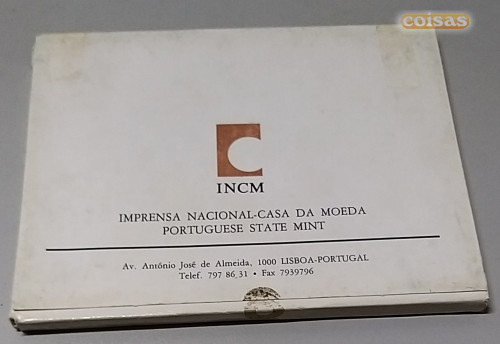 coisas
INCM
IMPRENSA NACIONAL-CASA DA MOEDA
PORTUGUESE STATE MINT
Av. António José de Almeida, 1000 LISBOA-PORTUGAL
Telef. 797 86 31 • Fax 7939796